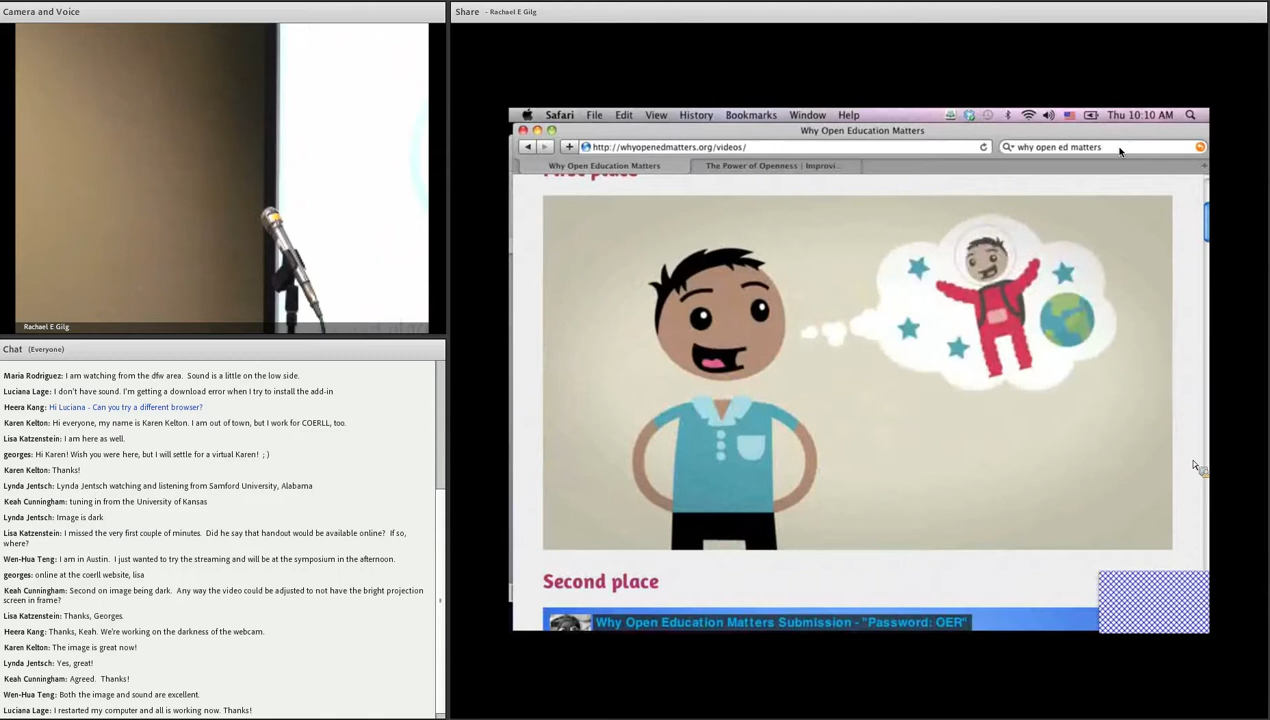 Camera and Voice
Rachael E Gilg
Chat (Everyone)
Maria Rodriguez: I am watching from the dfw area. Sound is a little on the low side.
Luciana Lage: I don't have sound. I'm getting a download error when I try to install the add-in
Heera Kang: Hi Luciana - Can you try a different browser?
Karen Kelton: Hi everyone, my name is Karen Kelton. I am out of town, but I work for COERLL, too.
Lisa Katzenstein: I am here as well.
georges: Hi Karen! Wish you were here, but I will settle for a virtual Karen! ; )
Karen Kelton: Thanks!
Lynda Jentsch: Lynda Jentsch watching and listening from Samford University, Alabama
Keah Cunningham: tuning in from the University of Kansas
Lynda Jentsch: Image is dark
Lisa Katzenstein: I missed the very first couple of minutes. Did he say that handout would be available online? If so,
where?
Wen-Hua Teng: I am in Austin. I just wanted to try the streaming and will be at the symposium in the afternoon.
georges: online at the coerll website, lisa
Keah Cunningham: Second on image being dark. Any way the video could be adjusted to not have the bright projection
screen in frame?
Lisa Katzenstein: Thanks, Georges.
Heera Kang: Thanks, Keah. We're working on the darkness of the webcam.
Karen Kelton: The image is great now!
Lynda Jentsch: Yes, great!
Keah Cunningham: Agreed. Thanks!
Wen-Hua Teng: Both the image and sound are excellent.
Luciana Lage: I restarted my computer and all is working now. Thanks!
Share - Rachael E Gilg
Safari File Edit View History Bookmarks Window Help Thu 10:10 AM
Why Open Education Matters
http://whyopenedmatters.org/videos/ why open ed matters
Why Open Education Matters The Power of Openness | Improvi...
First place
Second place
Why Open Education Matters Submission - "Password: OER"